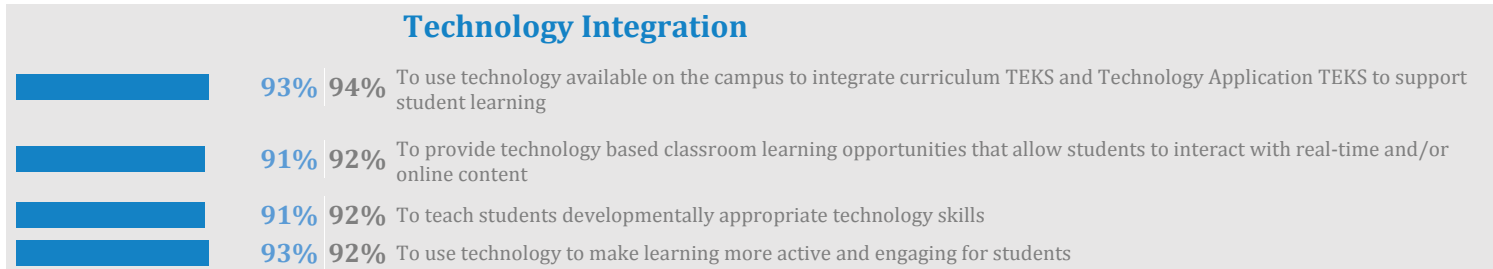 Technology Integration
93% 94% To use technology available on the campus to integrate curriculum TEKS and Technology Application TEKS to support
student learning
91% 92% To provide technology based classroom learning opportunities that allow students to interact with real-time and/or
online content
91% 92% To teach students developmentally appropriate technology skills
93% 92% To use technology to make learning more active and engaging for students